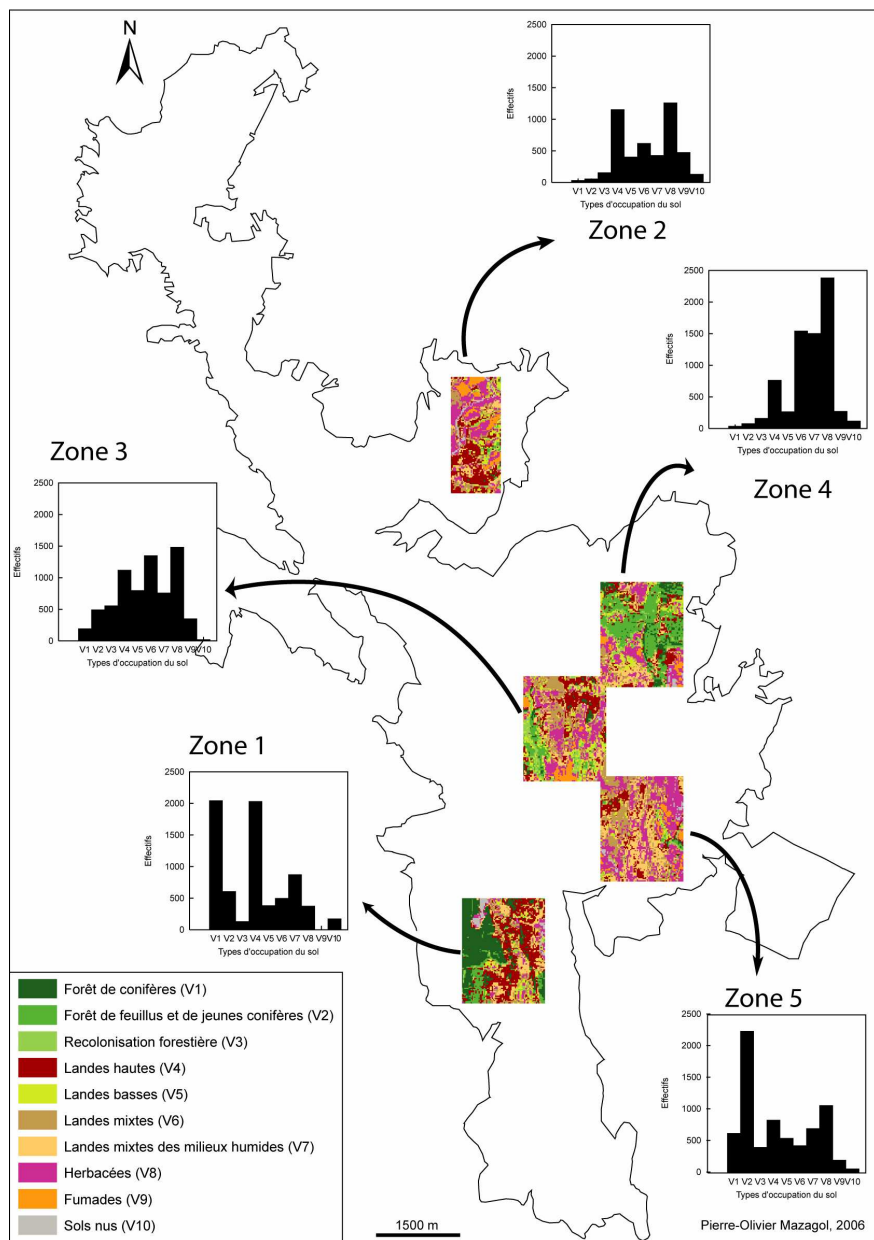 N
2500
2000
1500
1000
500
0
Effectifs
V1 V2 V3 V4 V5 V6 V7 V8 V9V10
Types d'occupation du sol
Zone 2
2500
2000
1500
1000
500
0
Effectifs
V1 V2 V3 V4 V5 V6 V7 V8 V9V10
Types d'occupation du sol
Zone 4
Zone 3
2500
2000
1500
1000
500
0
Effectifs
V1 V2 V3 V4 V5 V6 V7 V8 V9V10
Types d'occupation du sol
Zone 1
2500
2000
1500
1000
500
0
Effectifs
V1 V2 V3 V4 V5 V6 V7 V8 V9V10
Types d'occupation du sol
Zone 5
2500
2000
1500
1000
500
0
Effectifs
V1 V2 V3 V4 V5 V6 V7 V8 V9V10
Types d'occupation du sol
Forêt de conifères (V1)
Forêt de feuillus et de jeunes conifères (V2)
Recolonisation forestière (V3)
Landes hautes (V4)
Landes basses (V5)
Landes mixtes (V6)
Landes mixtes des milieux humides (V7)
Herbacées (V8)
Fumades (V9)
Sols nus (V10)
1500 m
Pierre-Olivier Mazagol, 2006